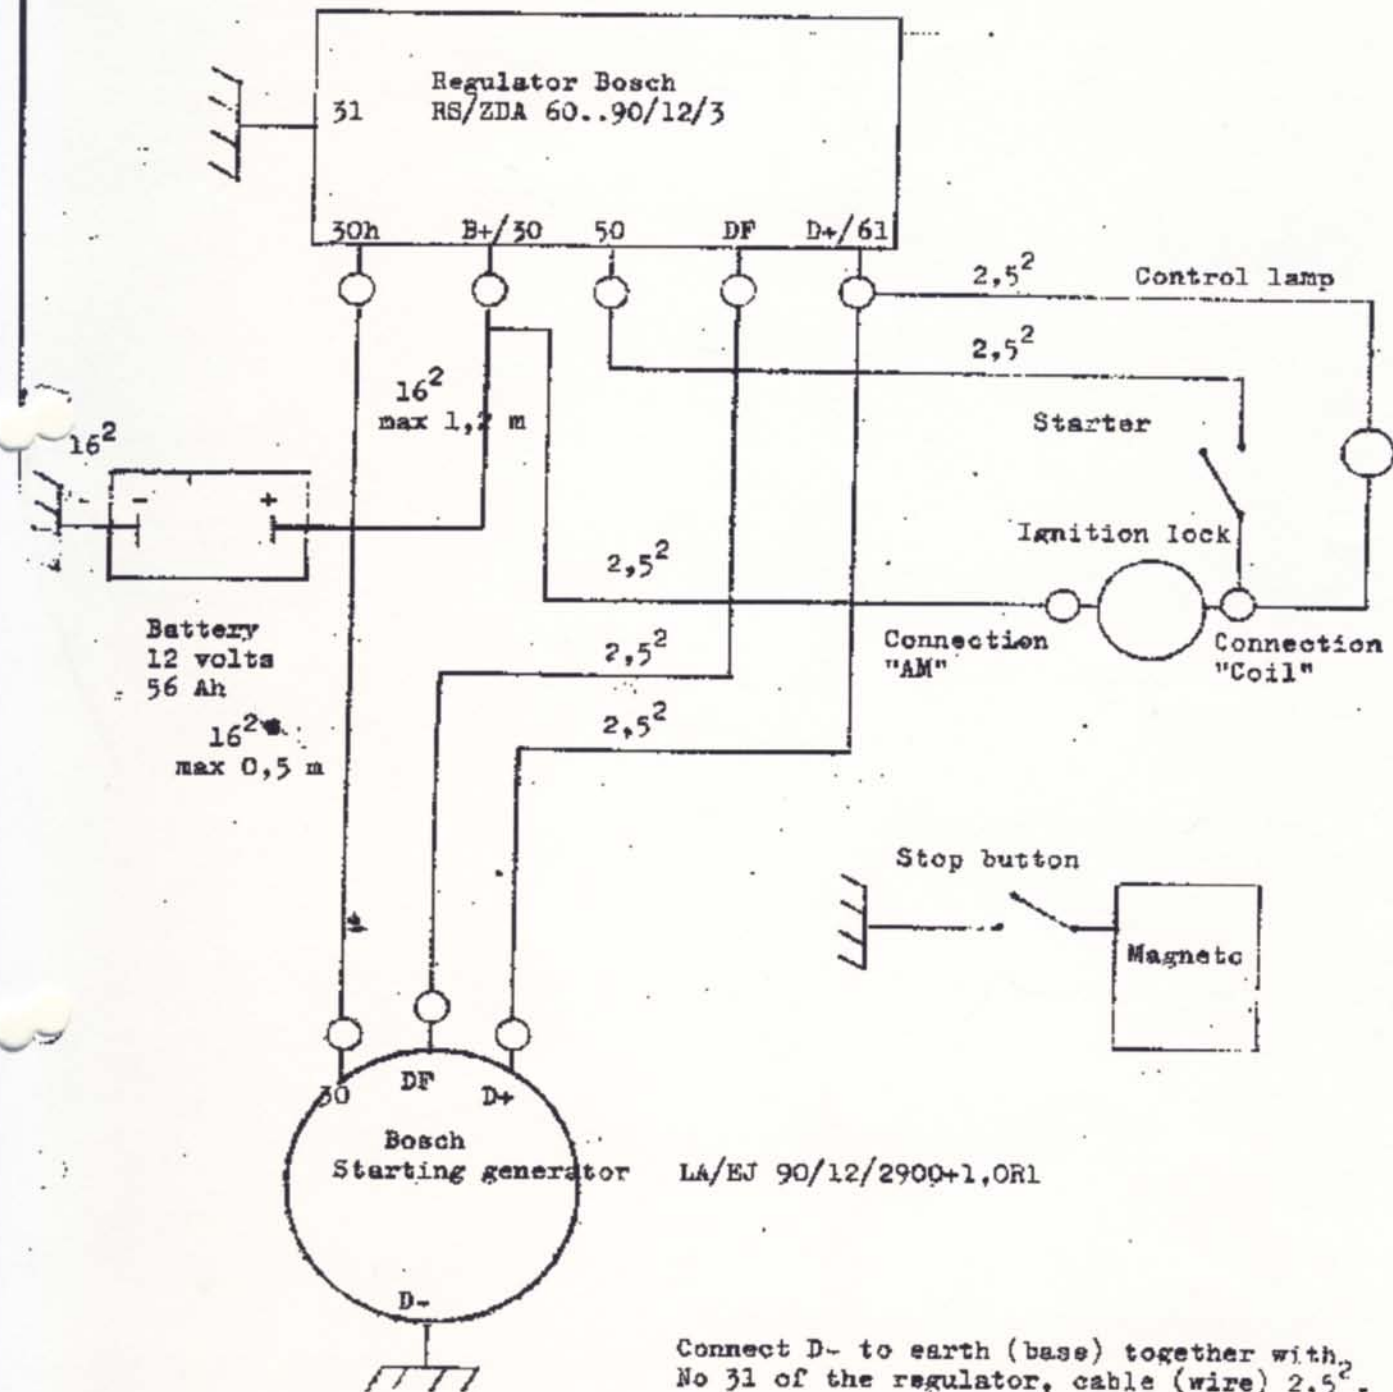 Regulator Bosch
31 RS/ZDA 60..90/12/3
30h B+/30 50 DF D+/61
2,5² Control lamp
2,5²
16²
max 1,2 m
Starter
16²
- +
Ignition lock
2,5²
Battery
12 volts
56 Ah
Connection
"AM"
Connection
"Coil"
2,5²
2,5²
16²
max 0,5 m
Stop button
Magneto
30 DF D+
Bosch
Starting generator LA/EJ 90/12/2900+1,0R1
D-
Connect D- to earth (base) together with
No 31 of the regulator, cable (wire) 2,5².